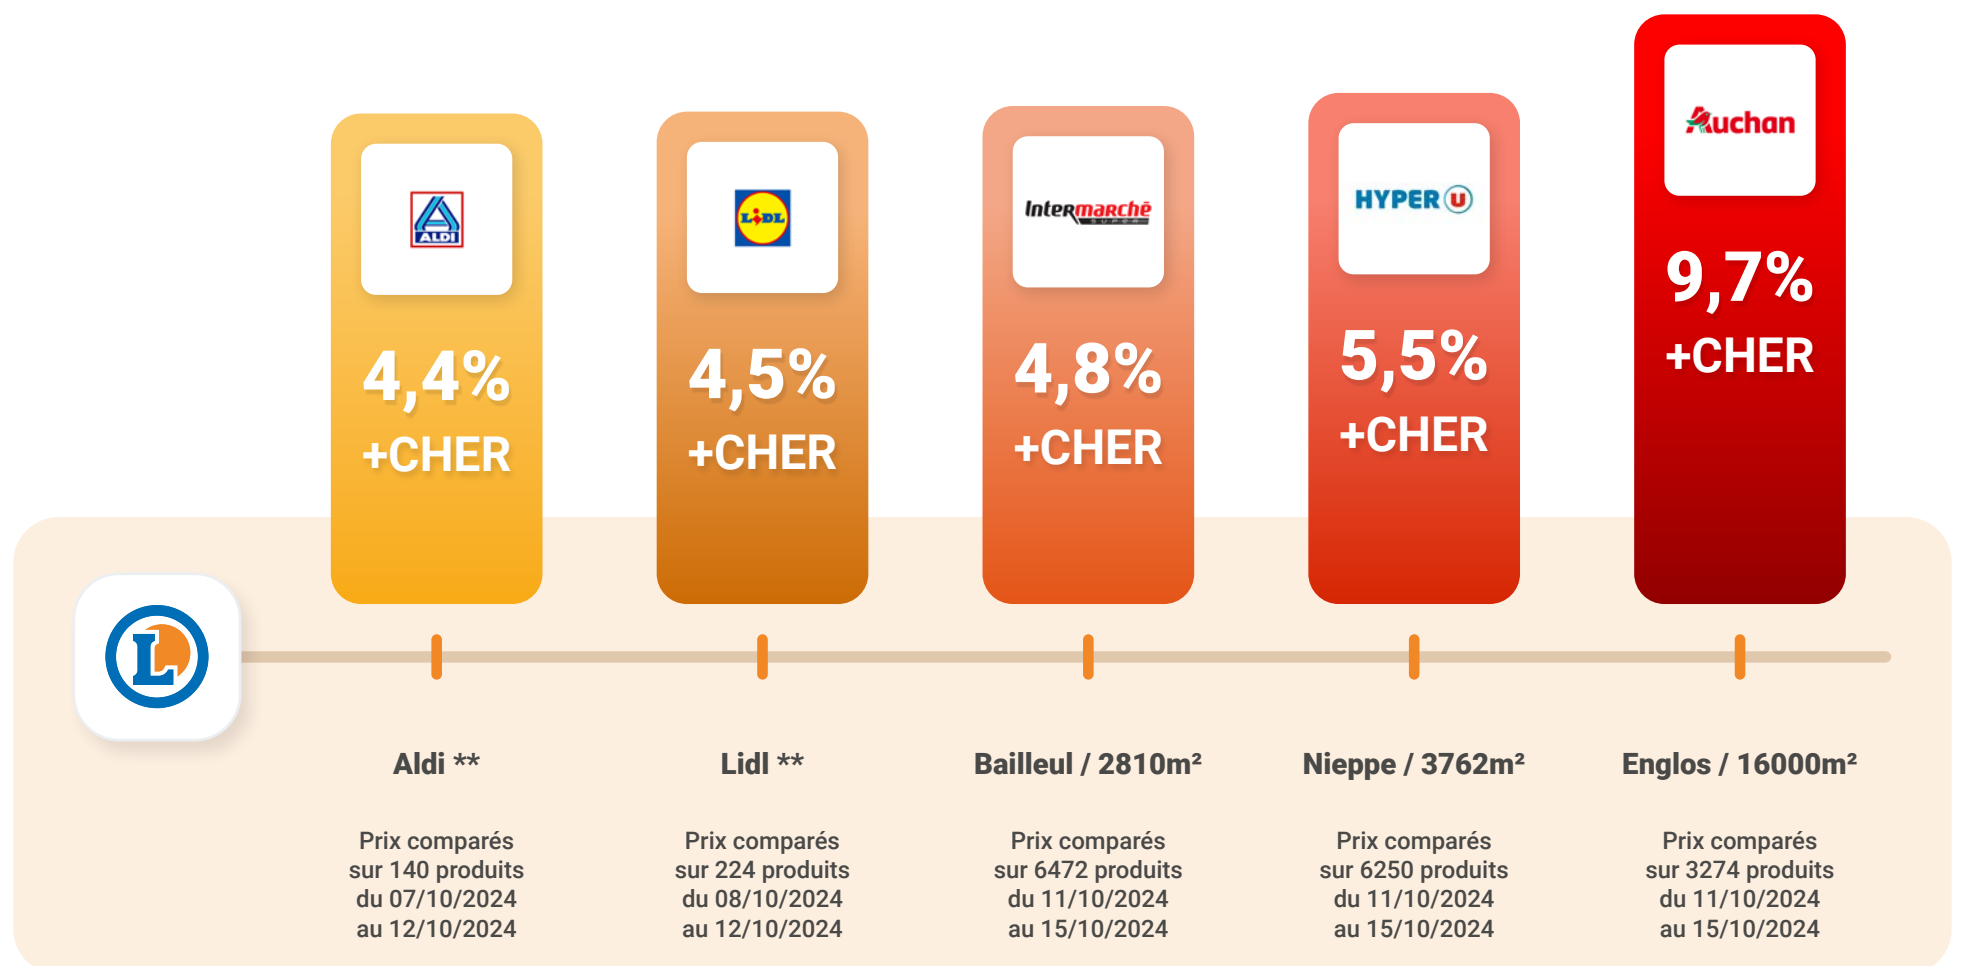 ALDI
4,4%
+CHER
LIDL
4,5%
+CHER
Intermarchē
SUPER
4,8%
+CHER
HYPER U
5,5%
+CHER
Auchan
9,7%
+CHER
L
Aldi **
Prix comparés
sur 140 produits
du 07/10/2024
au 12/10/2024
Lidl **
Prix comparés
sur 224 produits
du 08/10/2024
au 12/10/2024
Bailleul / 2810m²
Prix comparés
sur 6472 produits
du 11/10/2024
au 15/10/2024
Nieppe / 3762m²
Prix comparés
sur 6250 produits
du 11/10/2024
au 15/10/2024
Englos / 16000m²
Prix comparés
sur 3274 produits
du 11/10/2024
au 15/10/2024